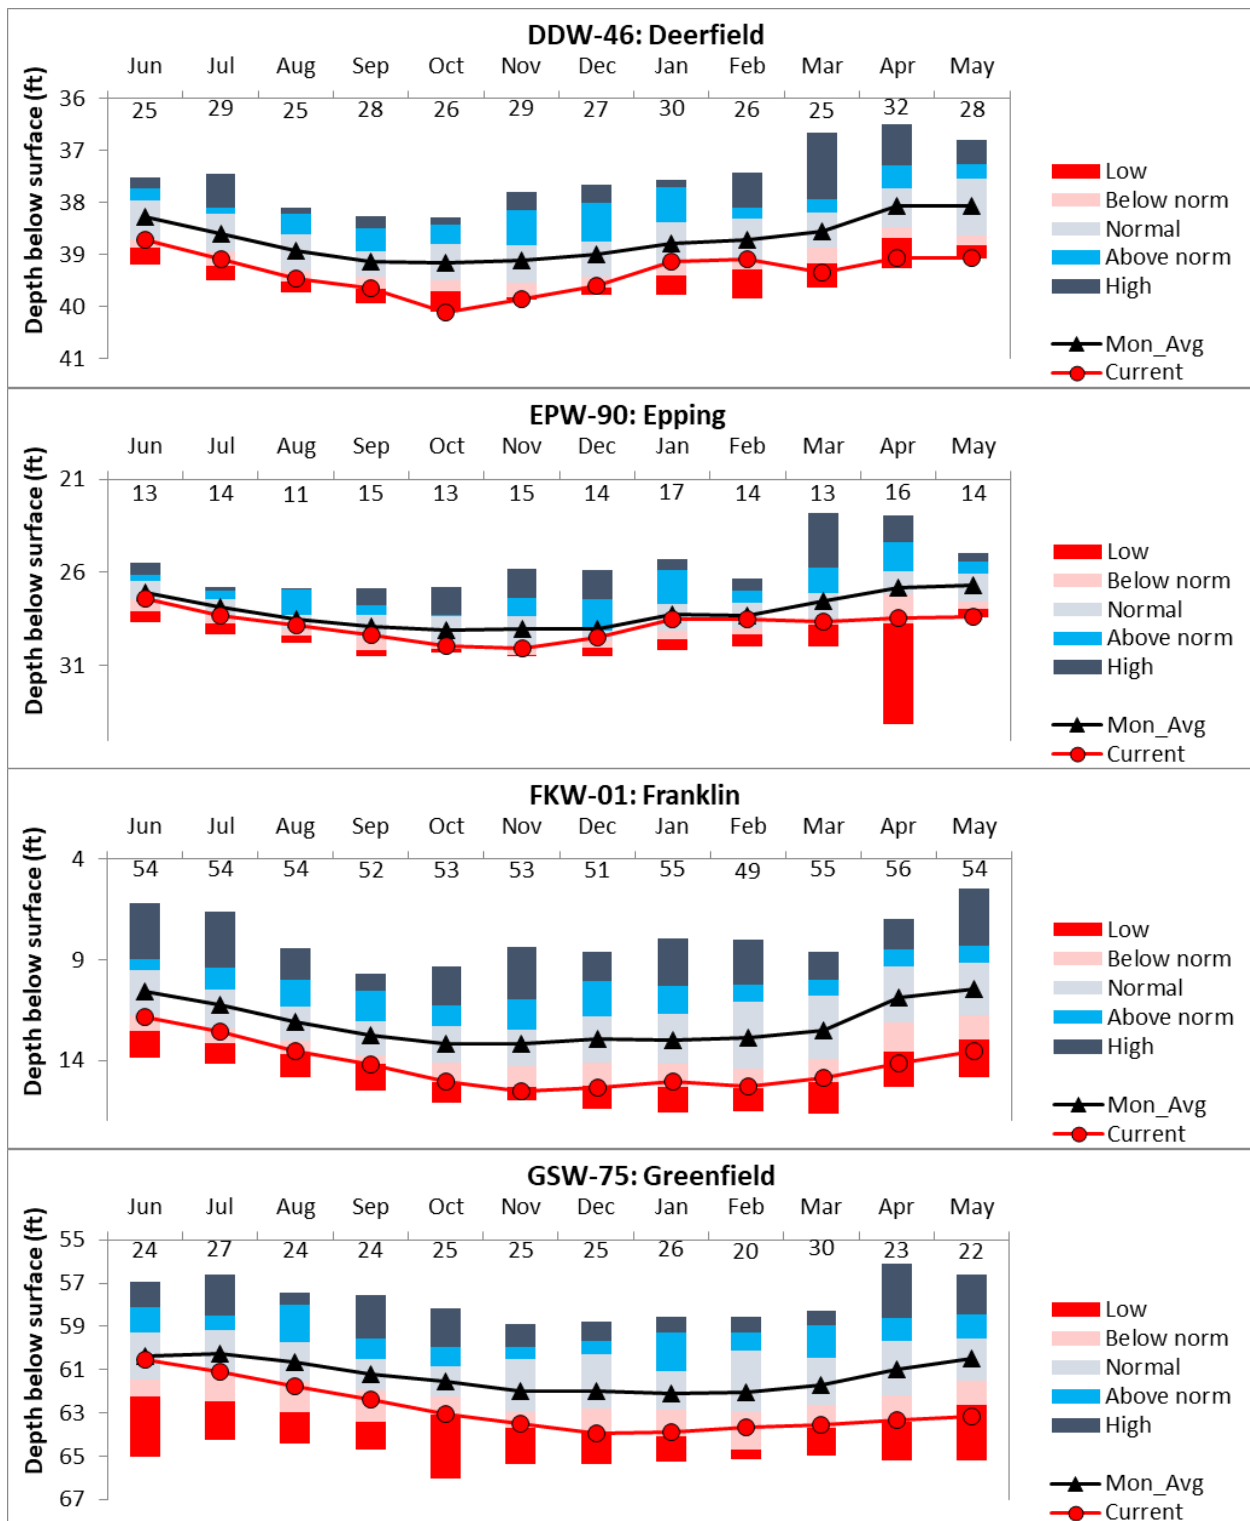 DDW-46: Deerfield
Jun Jul Aug Sep Oct Nov Dec Jan Feb Mar Apr May
Depth below surface (ft)
36
37
38
39
40
41
25 29 25 28 26 29 27 30 26 25 32 28
Low
Below norm
Normal
Above norm
High
Mon_Avg
Current
EPW-90: Epping
Jun Jul Aug Sep Oct Nov Dec Jan Feb Mar Apr May
Depth below surface (ft)
21
26
31
13 14 11 15 13 15 14 17 14 13 16 14
Low
Below norm
Normal
Above norm
High
Mon_Avg
Current
FKW-01: Franklin
Jun Jul Aug Sep Oct Nov Dec Jan Feb Mar Apr May
Depth below surface (ft)
4
9
14
54 54 54 52 53 53 51 55 49 55 56 54
Low
Below norm
Normal
Above norm
High
Mon_Avg
Current
GSW-75: Greenfield
Jun Jul Aug Sep Oct Nov Dec Jan Feb Mar Apr May
Depth below surface (ft)
55
57
59
61
63
65
67
24 27 24 24 25 25 25 26 20 30 23 22
Low
Below norm
Normal
Above norm
High
Mon_Avg
Current